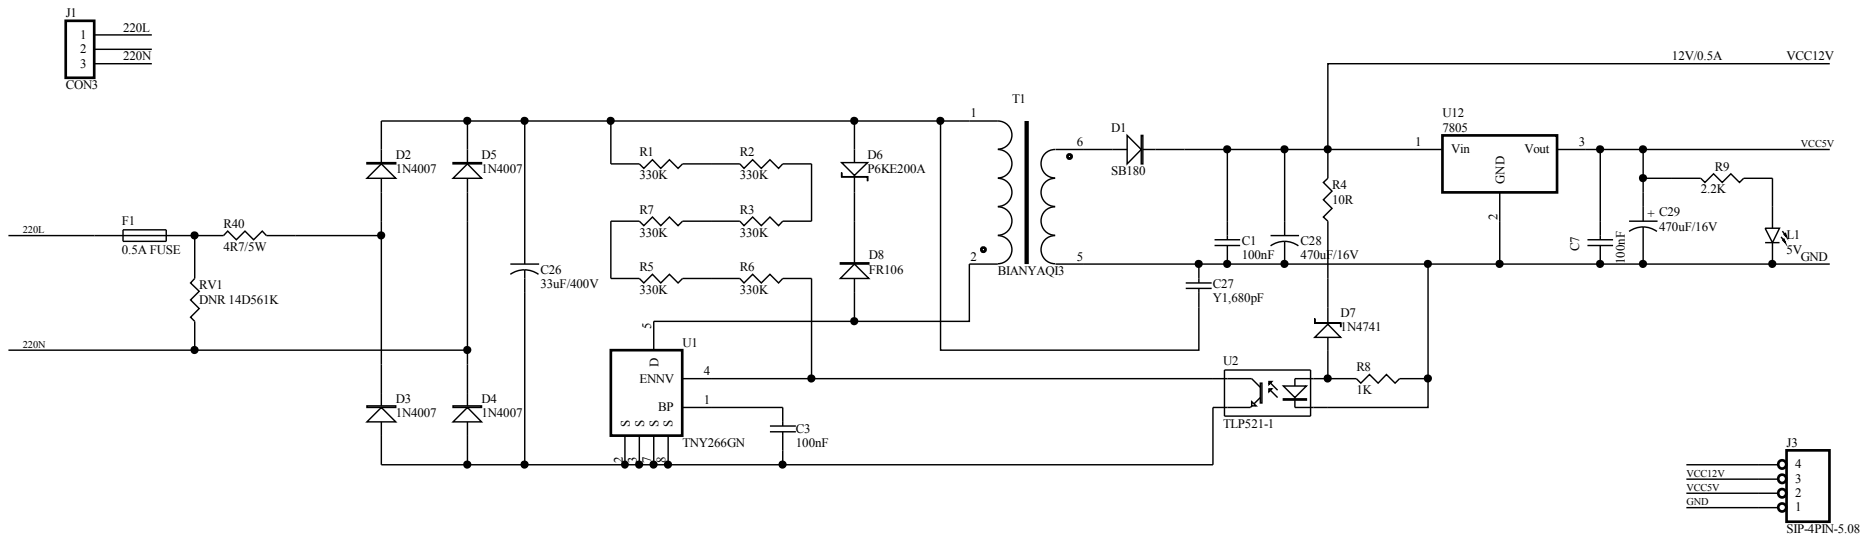 J1
1 220L
2
3 220N
CON3
12V/0.5A VCC12V
T1
U12
7805
1 Vin Vout 3
GND
2
VCC5V
D2
1N4007
D5
1N4007
R1
330K
R2
330K
D6
P6KE200A
1
6
D1
SB180
R9
2.2K
R4
10R
F1
0.5A FUSE
220L
R40
4R7/5W
R7
330K
R3
330K
C29
+
470uF/16V
C1
100nF
C28
470uF/16V
C7
100nF
L1
5V
GND
C26
33uF/400V
R5
330K
R6
330K
D8
FR106
2
BIANYAQI3
5
RV1
DNR 14D561K
C27
Y1,680pF
D7
1N4741
220N
5
U1
D
ENNV 4
BP 1
S S S S
2 3 7 8
TNY266GN
C3
100nF
U2
TLP521-1
R8
1K
D3
1N4007
D4
1N4007
J3
4
VCC12V 3
VCC5V 2
GND 1
SIP-4PIN-5.08